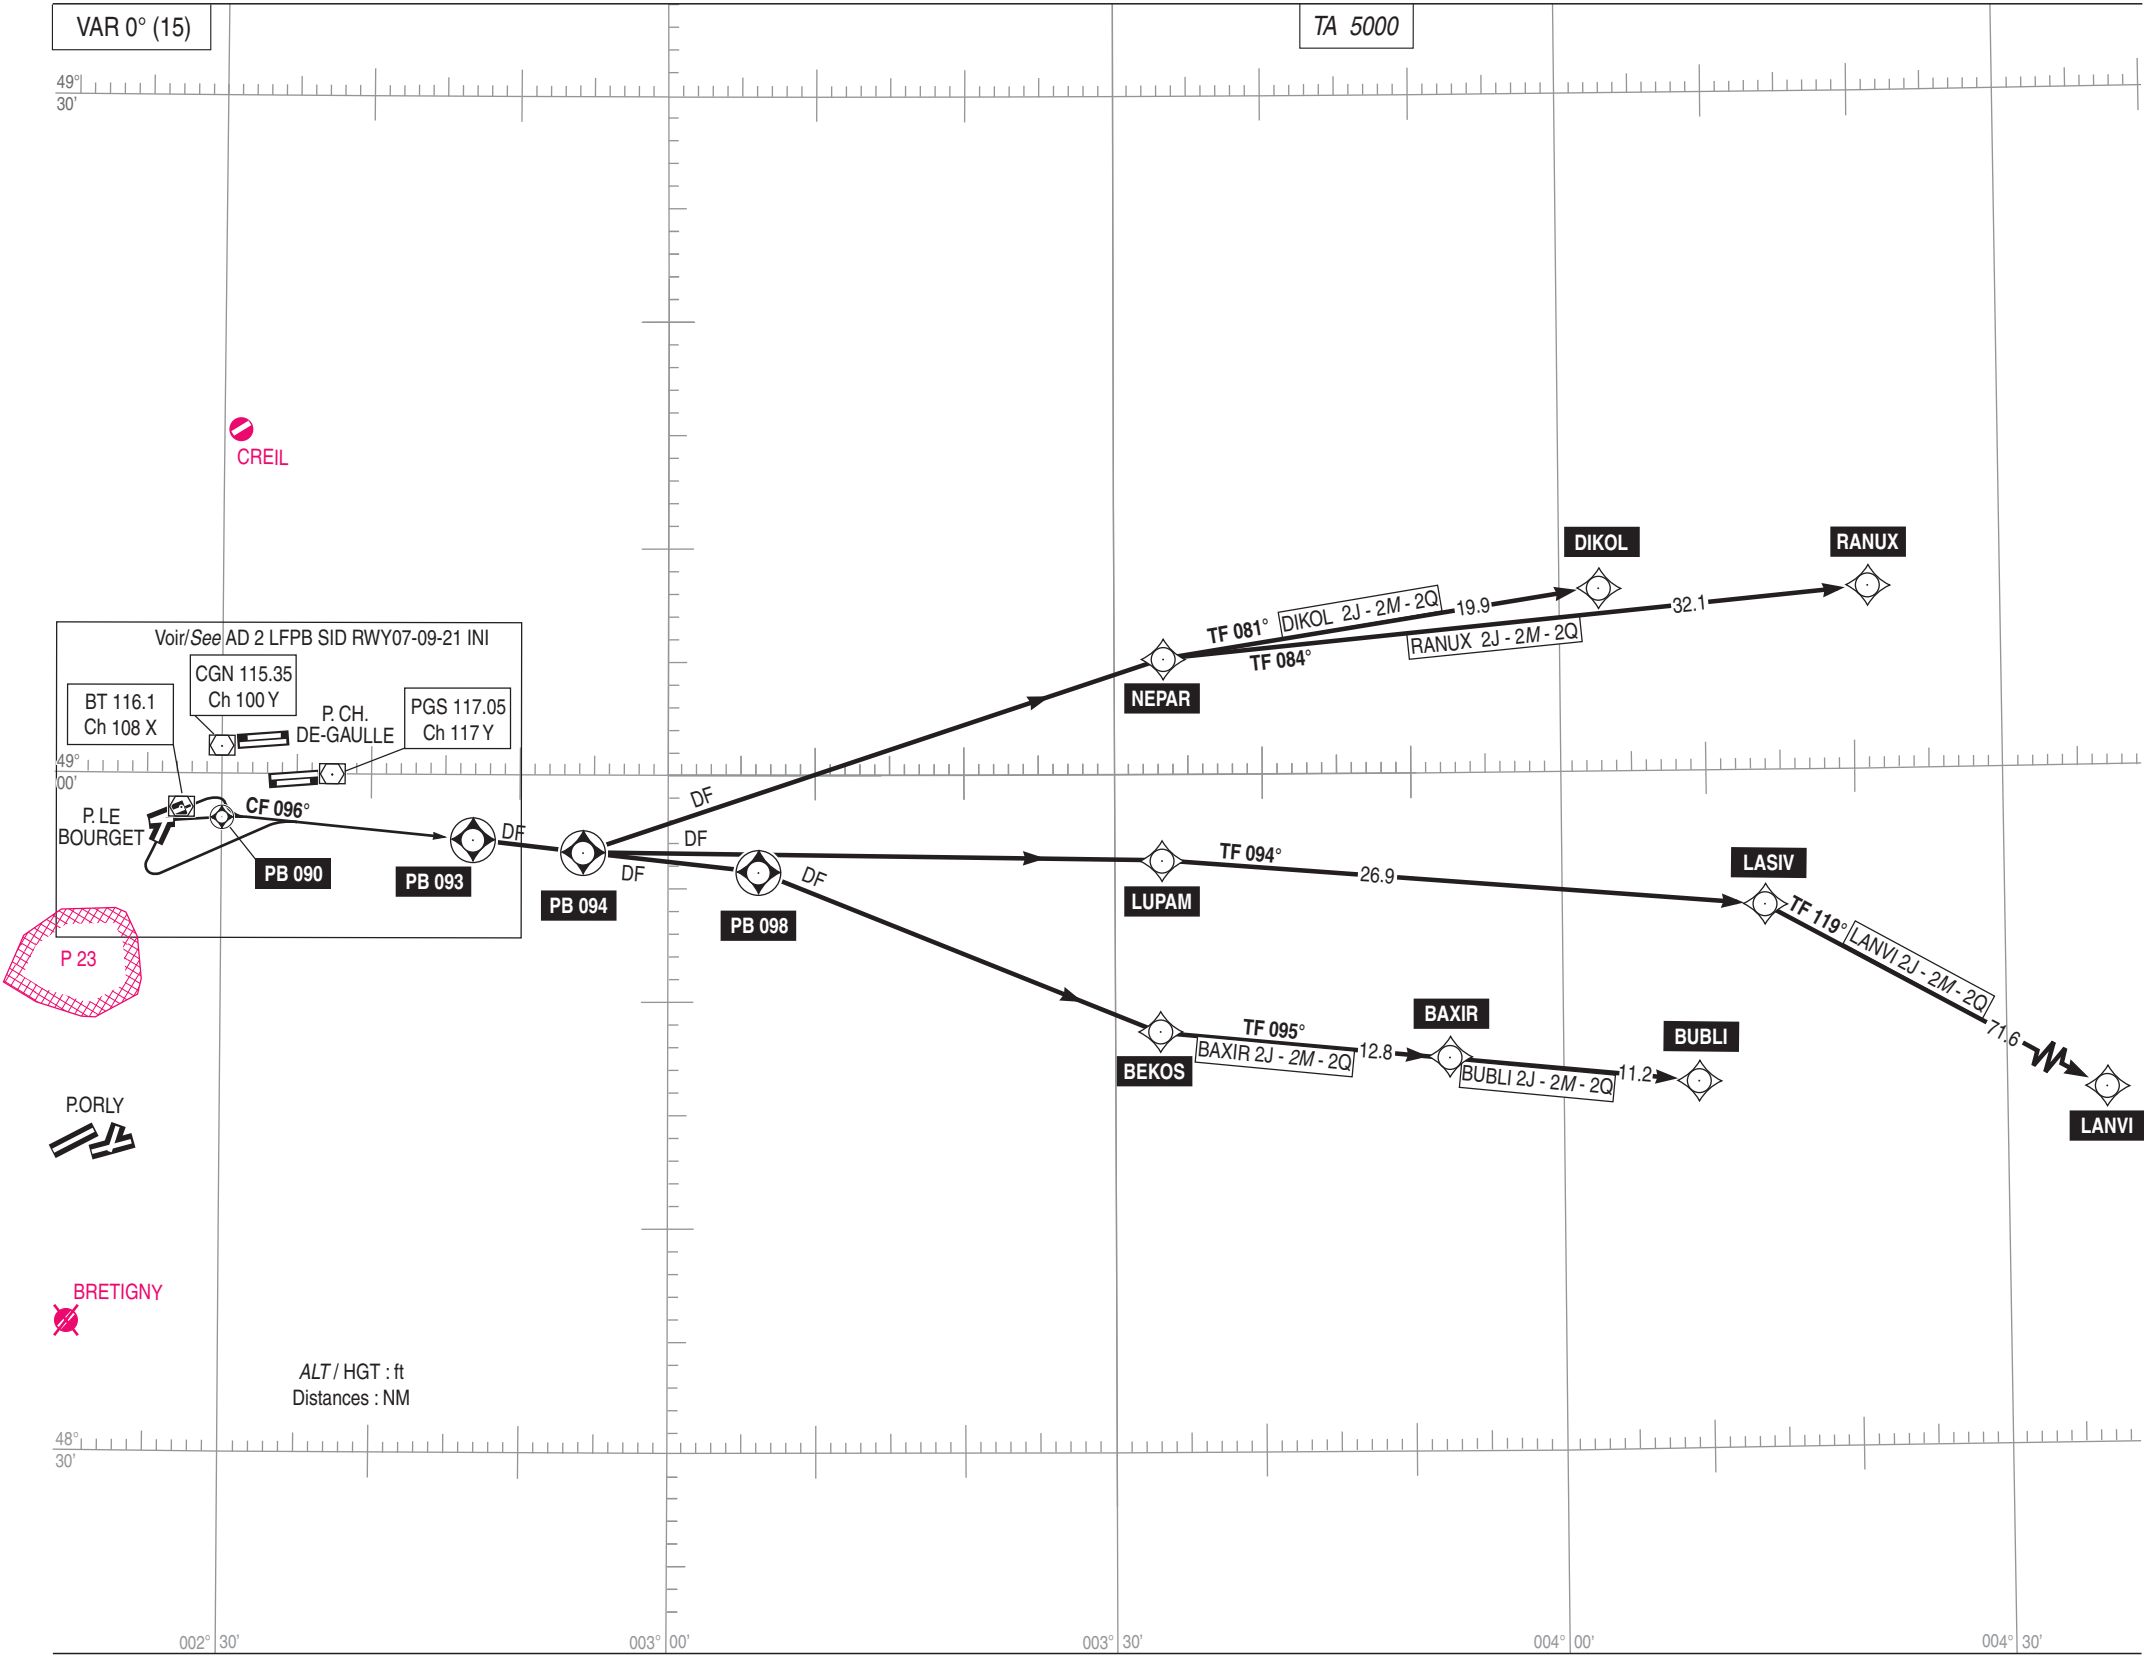 VAR 0° (15)
TA 5000
49°
30'
CREIL
DIKOL
RANUX
TF 081°
DIKOL 2J - 2M - 2Q
19.9
32.1
RANUX 2J - 2M - 2Q
TF 084°
NEPAR
Voir/See AD 2 LFPB SID RWY07-09-21 INI
CGN 115.35
Ch 100 Y
BT 116.1
Ch 108 X
P. CH.
DE-GAULLE
PGS 117.05
Ch 117 Y
49°
00'
P. LE
BOURGET
CF 096°
PB 090
PB 093
DF
PB 094
DF
DF
DF
PB 098
DF
LUPAM
TF 094°
26.9
LASIV
TF 119°
LANVI 2J - 2M - 2Q
71.6
LANVI
P 23
BEKOS
TF 095°
BAXIR 2J - 2M - 2Q
12.8
BAXIR
BUBLI 2J - 2M - 2Q
11.2
BUBLI
P.ORLY
BRETIGNY
ALT / HGT : ft
Distances : NM
48°
30'
002° 30'
003° 00'
003° 30'
004° 00'
004° 30'